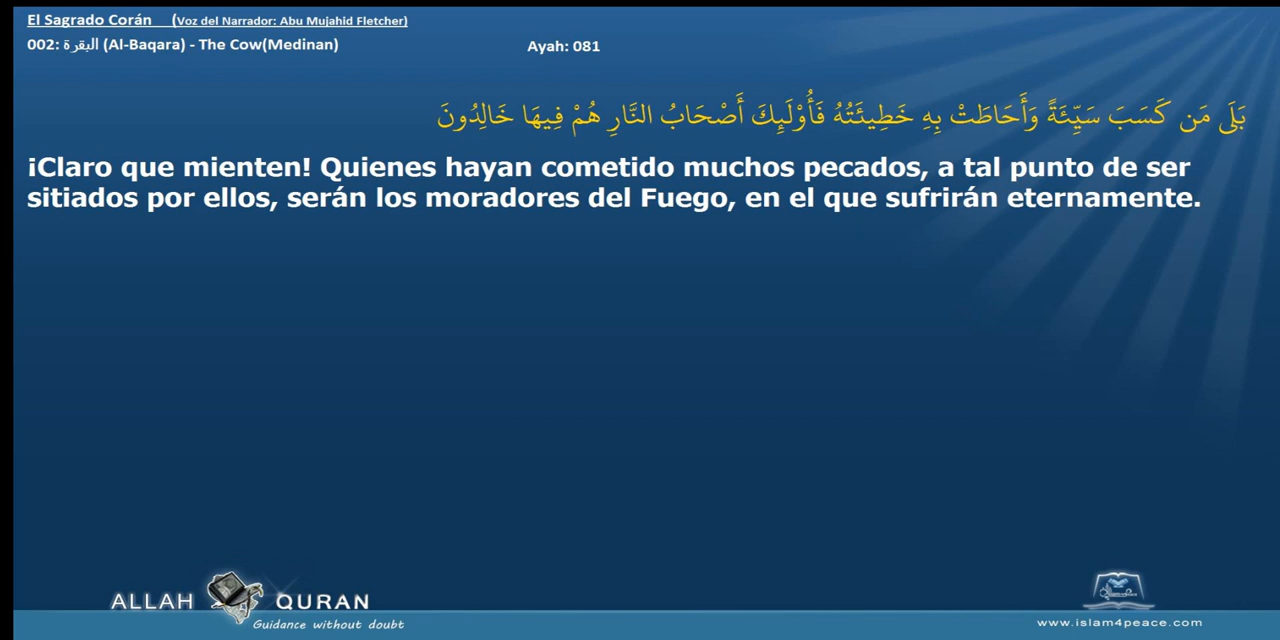 El Sagrado Corán (Voz del Narrador: Abu Mujahid Fletcher)
002: البقرة (Al-Baqara) - The Cow(Medinan) Ayah: 081
بَلَى مَن كَسَبَ سَيِّئَةً وَأَحَاطَتْ بِهِ خَطِيئَتُهُ فَأُوْلَئِكَ أَصْحَابُ النَّارِ هُمْ فِيهَا خَالِدُونَ
¡Claro que mienten! Quienes hayan cometido muchos pecados, a tal punto de ser
sitiados por ellos, serán los moradores del Fuego, en el que sufrirán eternamente.
ALLAH QURAN
Guidance without doubt
www.islam4peace.com